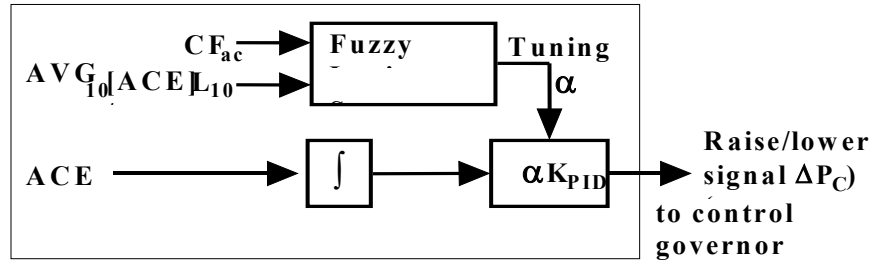 CFac
Fuzzy
Tuning
AVG10[ACE]L10
α
ACE
∫
αKPID
Raise/lower
signal ΔPC)
to control
governor